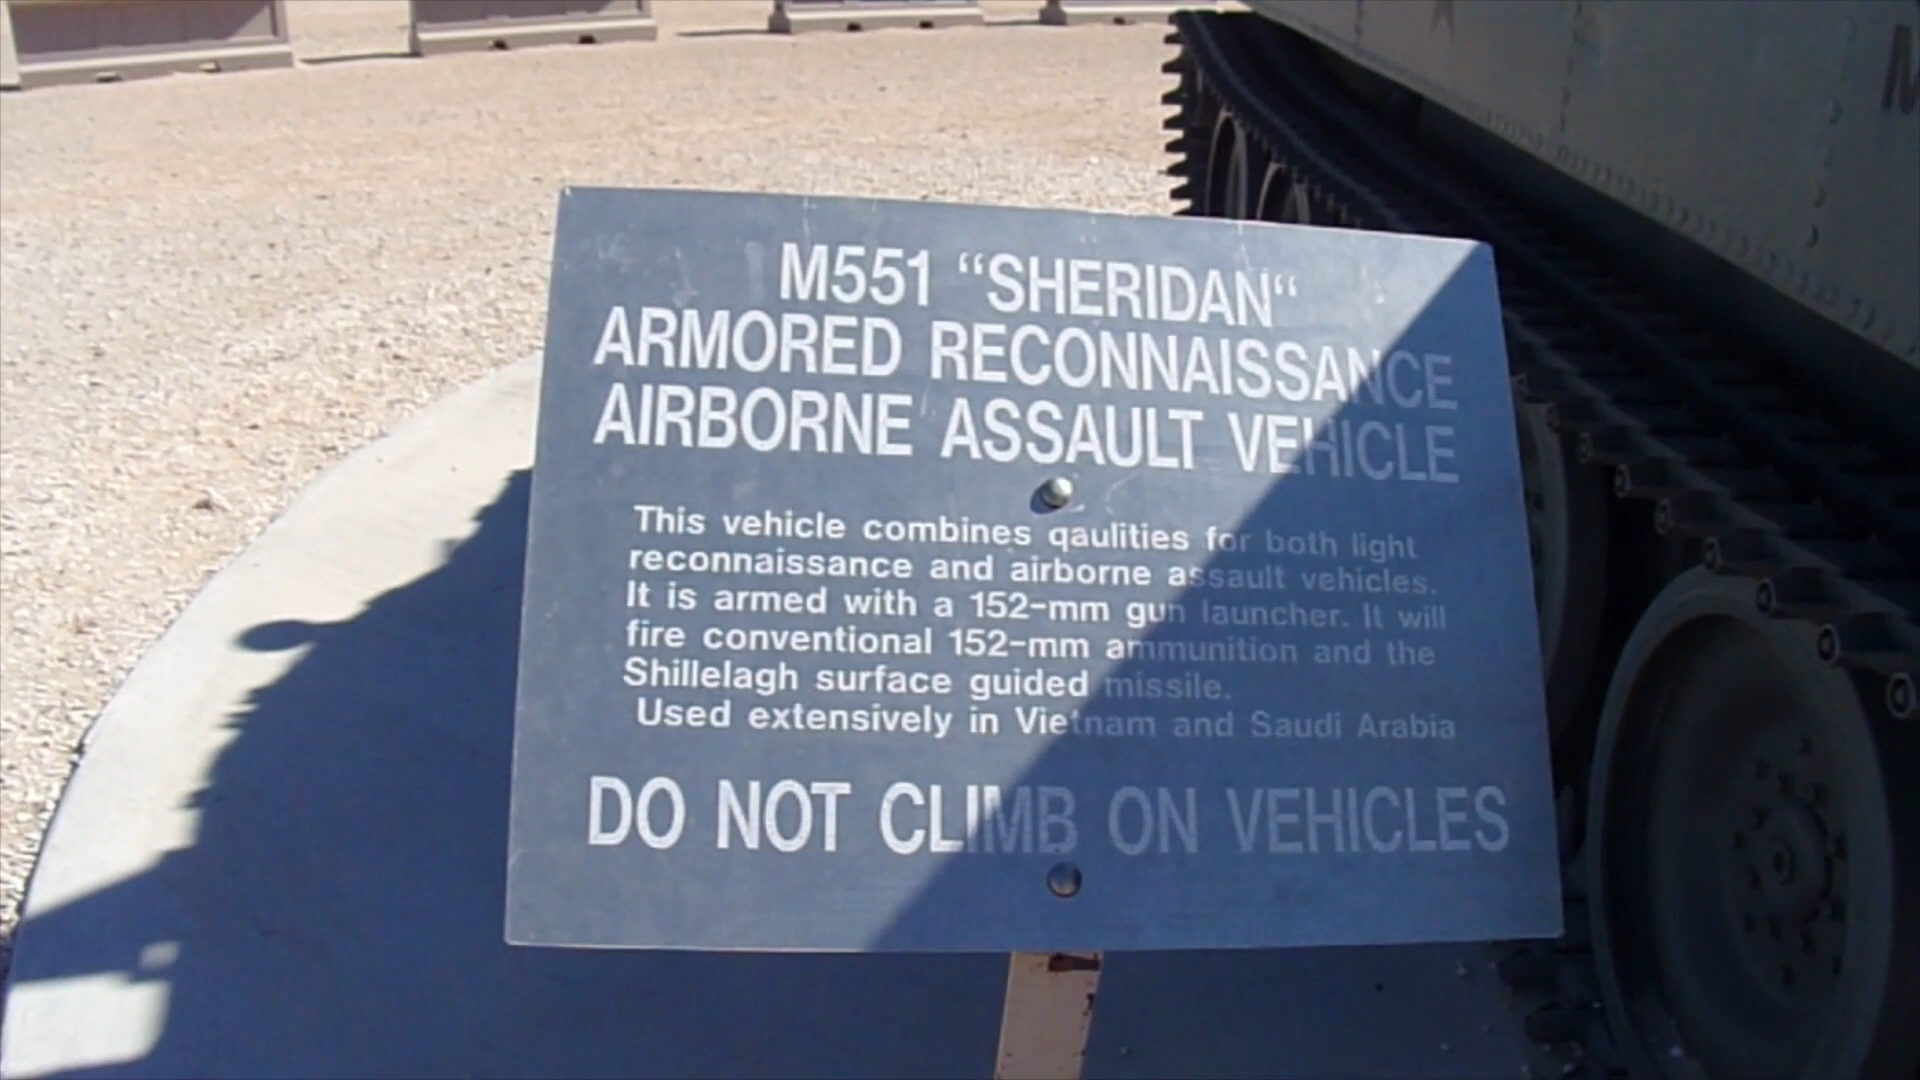 M551 “SHERIDAN“
ARMORED RECONNAISSANCE
AIRBORNE ASSAULT VEHICLE
This vehicle combines qaulities for both light
reconnaissance and airborne assault vehicles.
It is armed with a 152-mm gun launcher. It will
fire conventional 152-mm ammunition and the
Shillelagh surface guided missile.
Used extensively in Vietnam and Saudi Arabia
DO NOT CLIMB ON VEHICLES